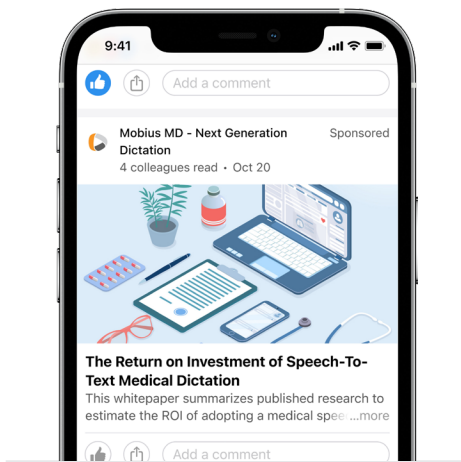 9:41
Add a comment
Mobius MD - Next Generation Sponsored
Dictation
4 colleagues read • Oct 20
The Return on Investment of Speech-To-
Text Medical Dictation
This whitepaper summarizes published research to
estimate the ROI of adopting a medical spee ...more
Add a comment